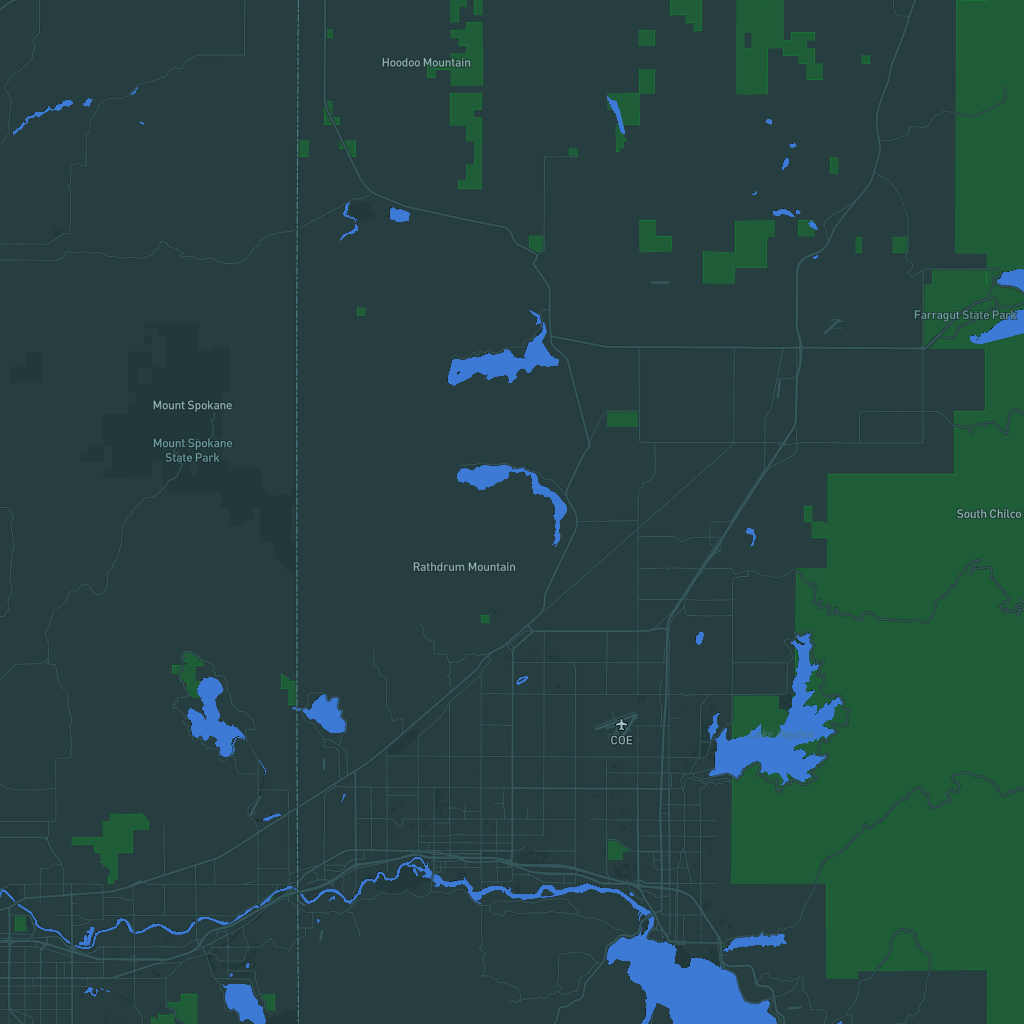 Hoodoo Mountain
Farragut State Park
Mount Spokane
Mount Spokane
State Park
South Chilco
Rathdrum Mountain
COE